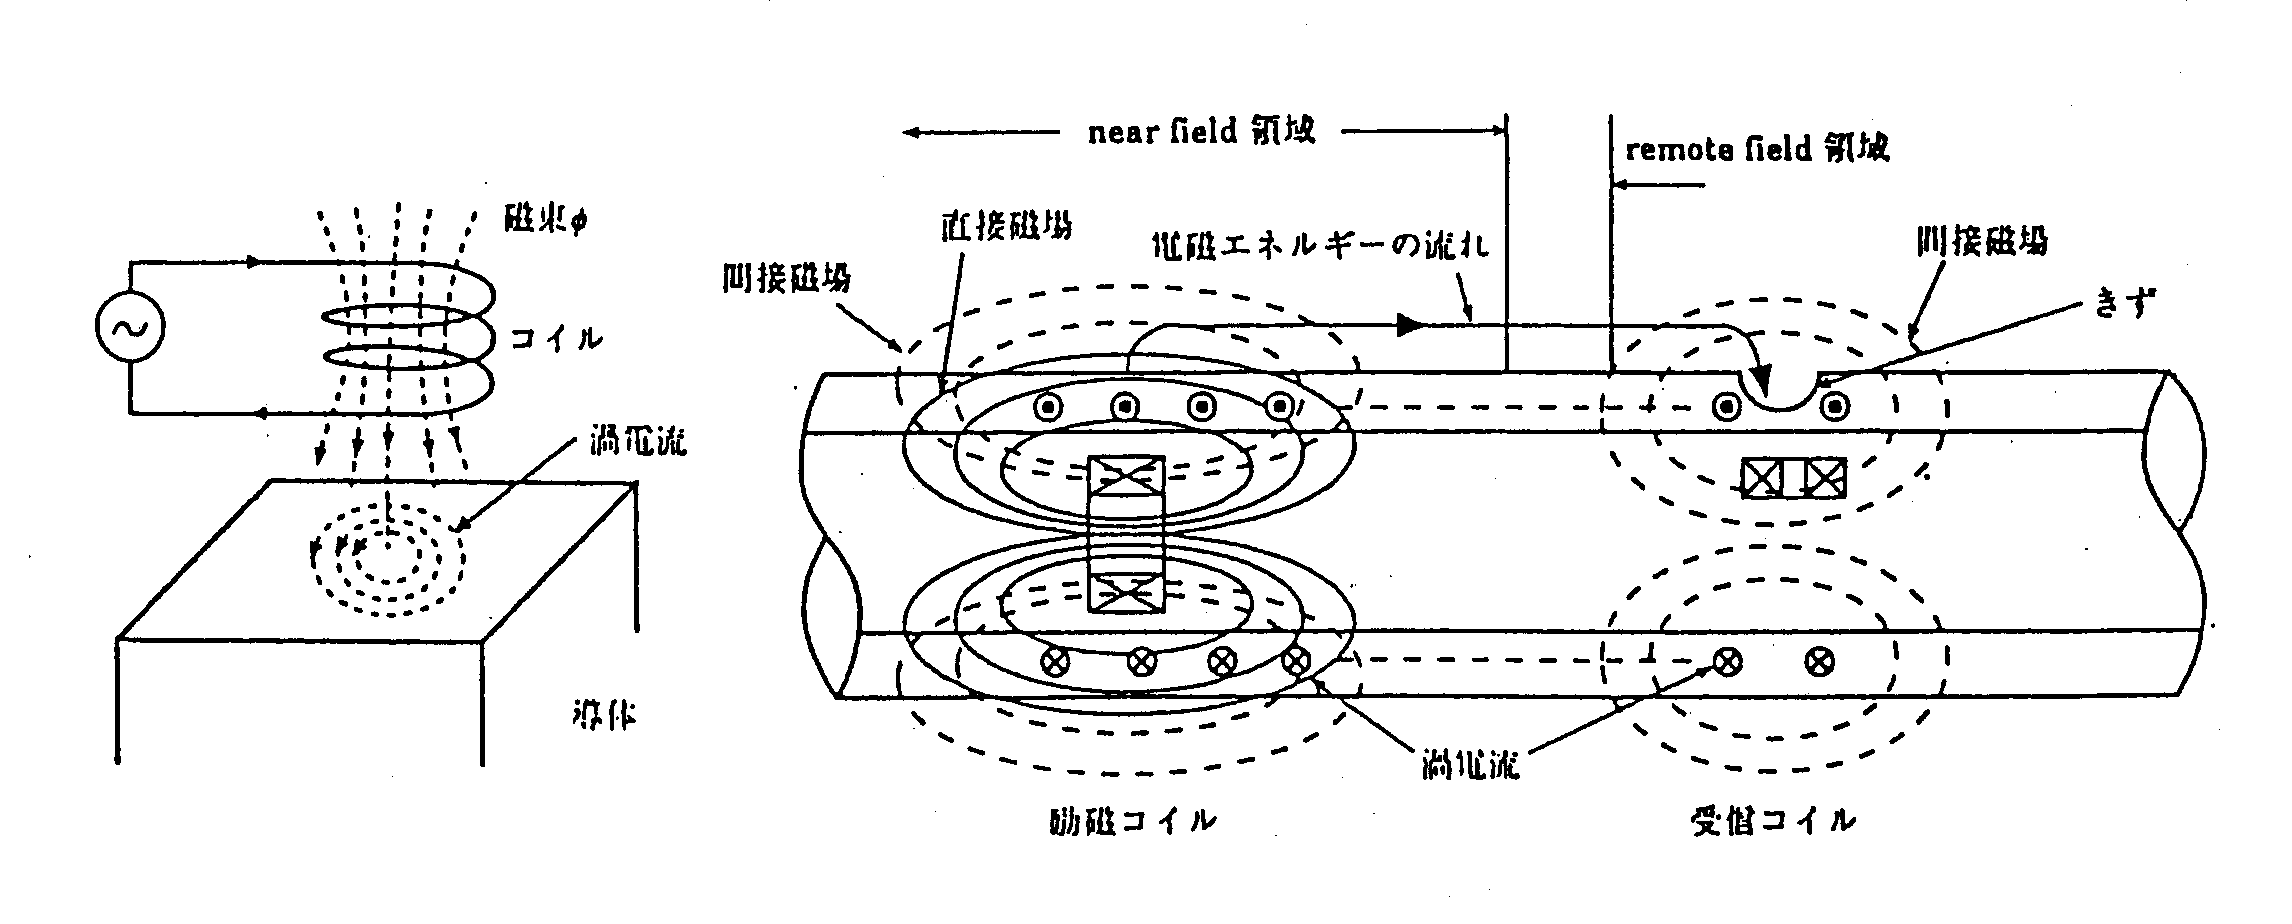 磁束φ
コイル
渦電流
導体
near field 領域
remote field 領域
直接磁場
間接磁場
電磁エネルギーの流れ
間接磁場
きず
渦電流
励磁コイル
受信コイル